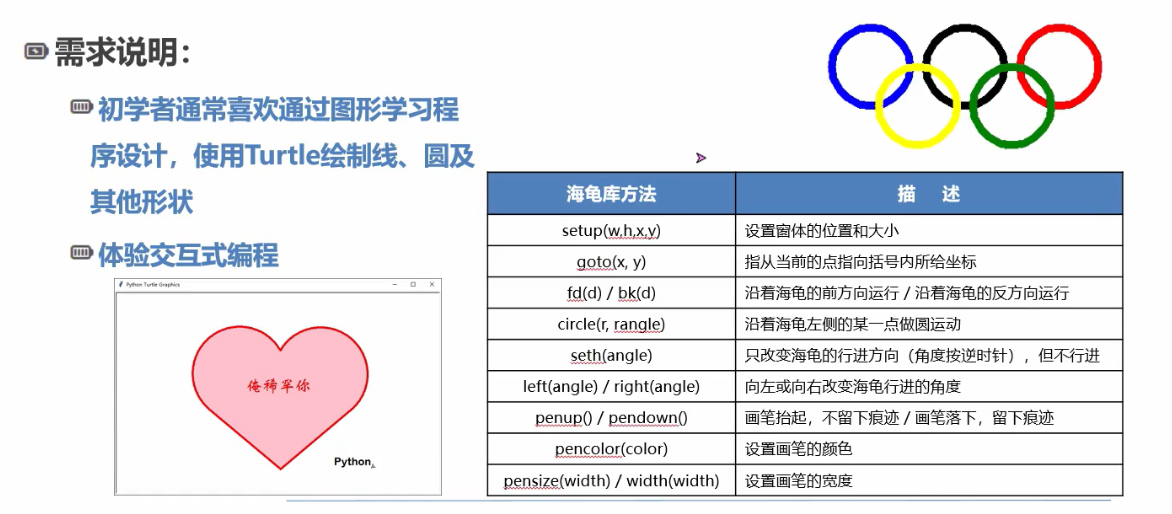 需求说明：
初学者通常喜欢通过图形学习程
序设计，使用Turtle绘制线、圆及
其他形状
体验交互式编程
Python Turtle Graphics
俺稀罕你
Python
海龟库方法 描 述
setup(w,h,x,y) 设置窗体的位置和大小
goto(x, y) 指从当前的点指向括号内所给坐标
fd(d) / bk(d) 沿着海龟的前方向运行 / 沿着海龟的反方向运行
circle(r, rangle) 沿着海龟左侧的某一点做圆运动
seth(angle) 只改变海龟的行进方向（角度按逆时针），但不行进
left(angle) / right(angle) 向左或向右改变海龟行进的角度
penup() / pendown() 画笔抬起，不留下痕迹 / 画笔落下，留下痕迹
pencolor(color) 设置画笔的颜色
pensize(width) / width(width) 设置画笔的宽度